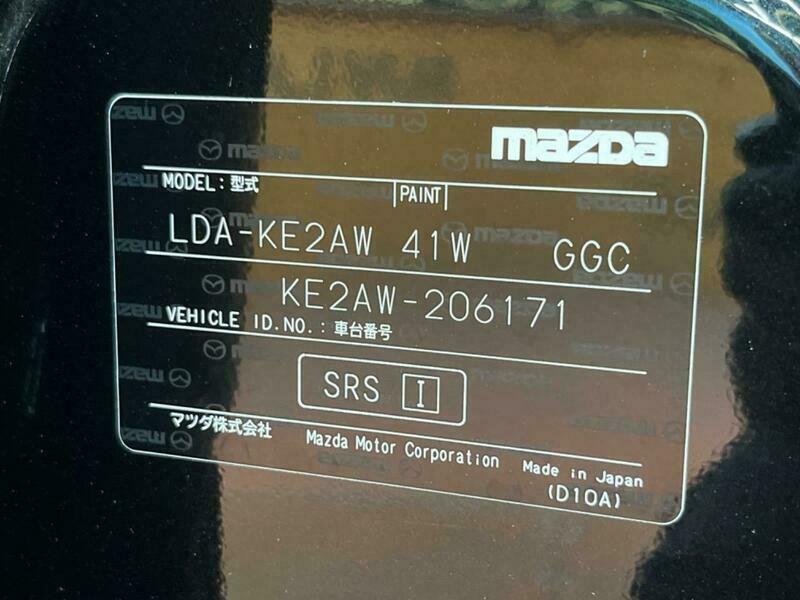 mazda
MODEL : 型式 PAINT
LDA-KE2AW 41W GGC
KE2AW-206171
VEHICLE ID.NO. : 車台番号
SRS I
マツダ株式会社 Mazda Motor Corporation Made in Japan
(D10A)